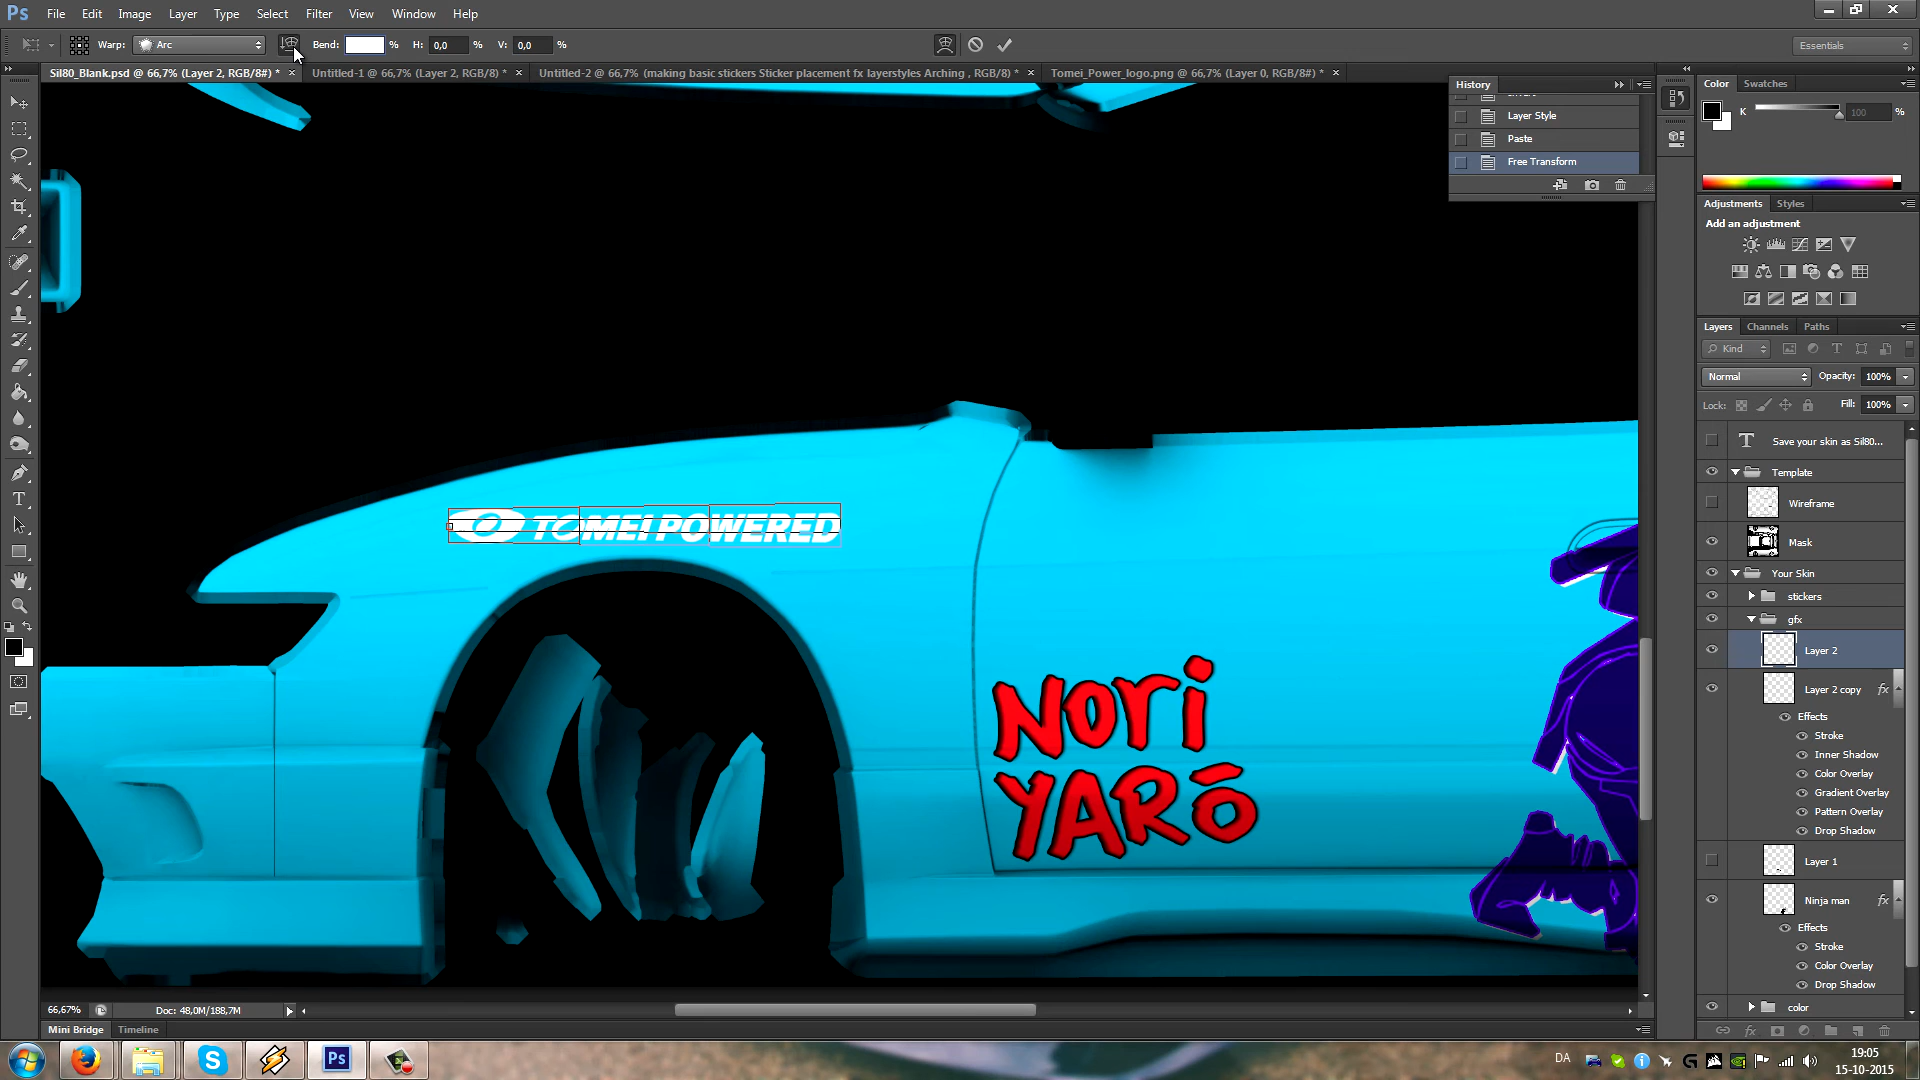 Ps File Edit Image Layer Type Select Filter View Window Help
Warp: Arc Bend: % H: 0,0 % V: 0,0 % Essentials
Sil80_Blank.psd @ 66,7% (Layer 2, RGB/8#) * Untitled-1 @ 66,7% (Layer 2, RGB/8) * Untitled-2 @ 66,7% (making basic stickers Sticker placement fx layerstyles Arching , RGB/8) * Tomei_Power_logo.png @ 66,7% (Layer 0, RGB/8#) *
History
Layer Style
Paste
Free Transform
Color Swatches
K 100 %
Adjustments Styles
Add an adjustment
Layers Channels Paths
Kind
Normal Opacity: 100%
Lock: Fill: 100%
Save your skin as Sil80...
Template
Wireframe
Mask
Your Skin
stickers
gfx
Layer 2
Layer 2 copy fx
Effects
Stroke
Inner Shadow
Color Overlay
Gradient Overlay
Pattern Overlay
Drop Shadow
Layer 1
Ninja man fx
Effects
Stroke
Color Overlay
Drop Shadow
color
TOMEI POWERED
Nori
YARō
66,67% Doc: 48,0M/188,7M
Mini Bridge Timeline
DA
19:05
15-10-2015